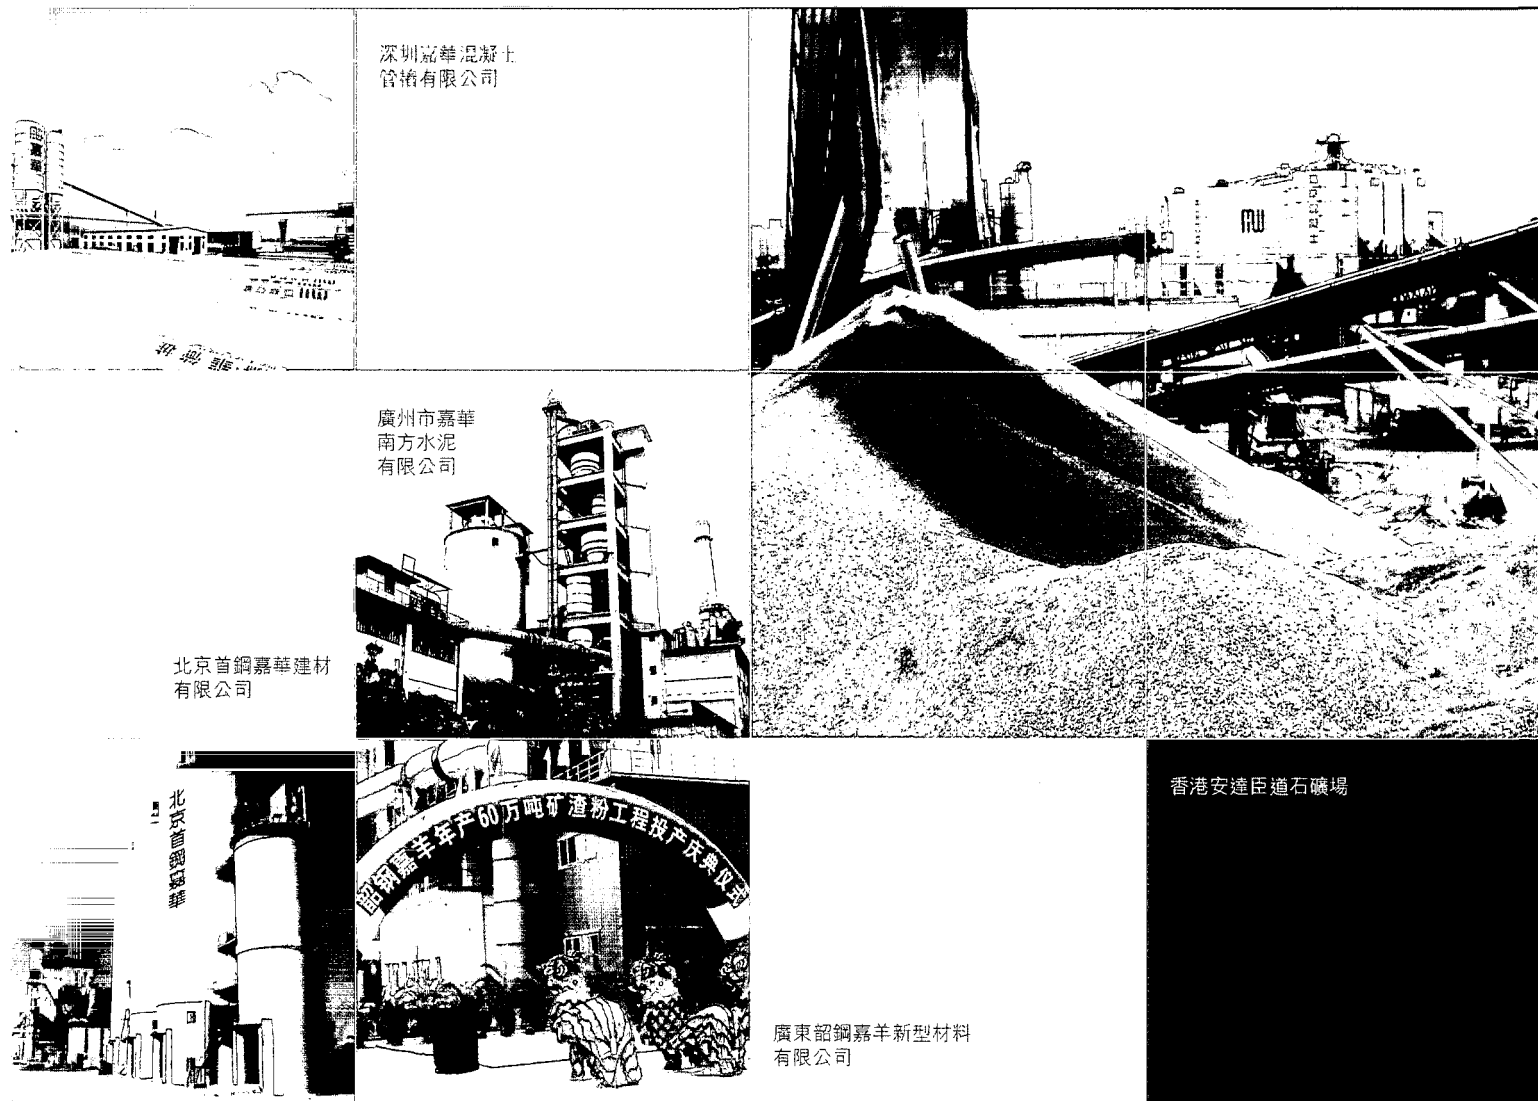 深圳嘉華混凝土
管樁有限公司
嘉華
廣州市嘉華
南方水泥
有限公司
北京首鋼嘉華建材
有限公司
北京首鋼嘉華
韶钢嘉羊年产60万吨矿渣粉工程投产庆典仪式
香港安達臣道石礦場
廣東韶鋼嘉羊新型材料
有限公司